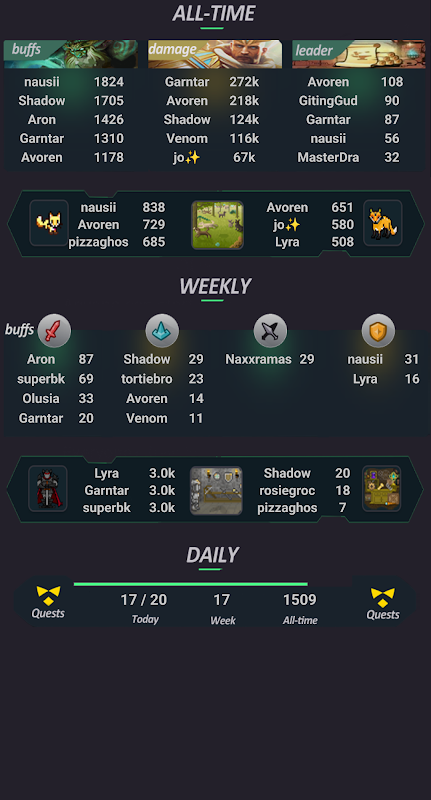 ALL-TIME
buffs damage leader
nausii 1824 Garntar 272k Avoren 108
Shadow 1705 Avoren 218k GitingGud 90
Aron 1426 Shadow 124k Garntar 87
Garntar 1310 Venom 116k nausii 56
Avoren 1178 jo✨ 67k MasterDra 32
nausii 838 Avoren 651
Avoren 729 jo✨ 580
pizzaghos 685 Lyra 508
WEEKLY
buffs
Aron 87 Shadow 29 Naxxramas 29 nausii 31
superbk 69 tortiebro 23 Lyra 16
Olusia 33 Avoren 14
Garntar 20 Venom 11
Lyra 3.0k Shadow 20
Garntar 3.0k rosiegroc 18
superbk 3.0k pizzaghos 7
DAILY
17 / 20 17 1509
Quests Today Week All-time Quests